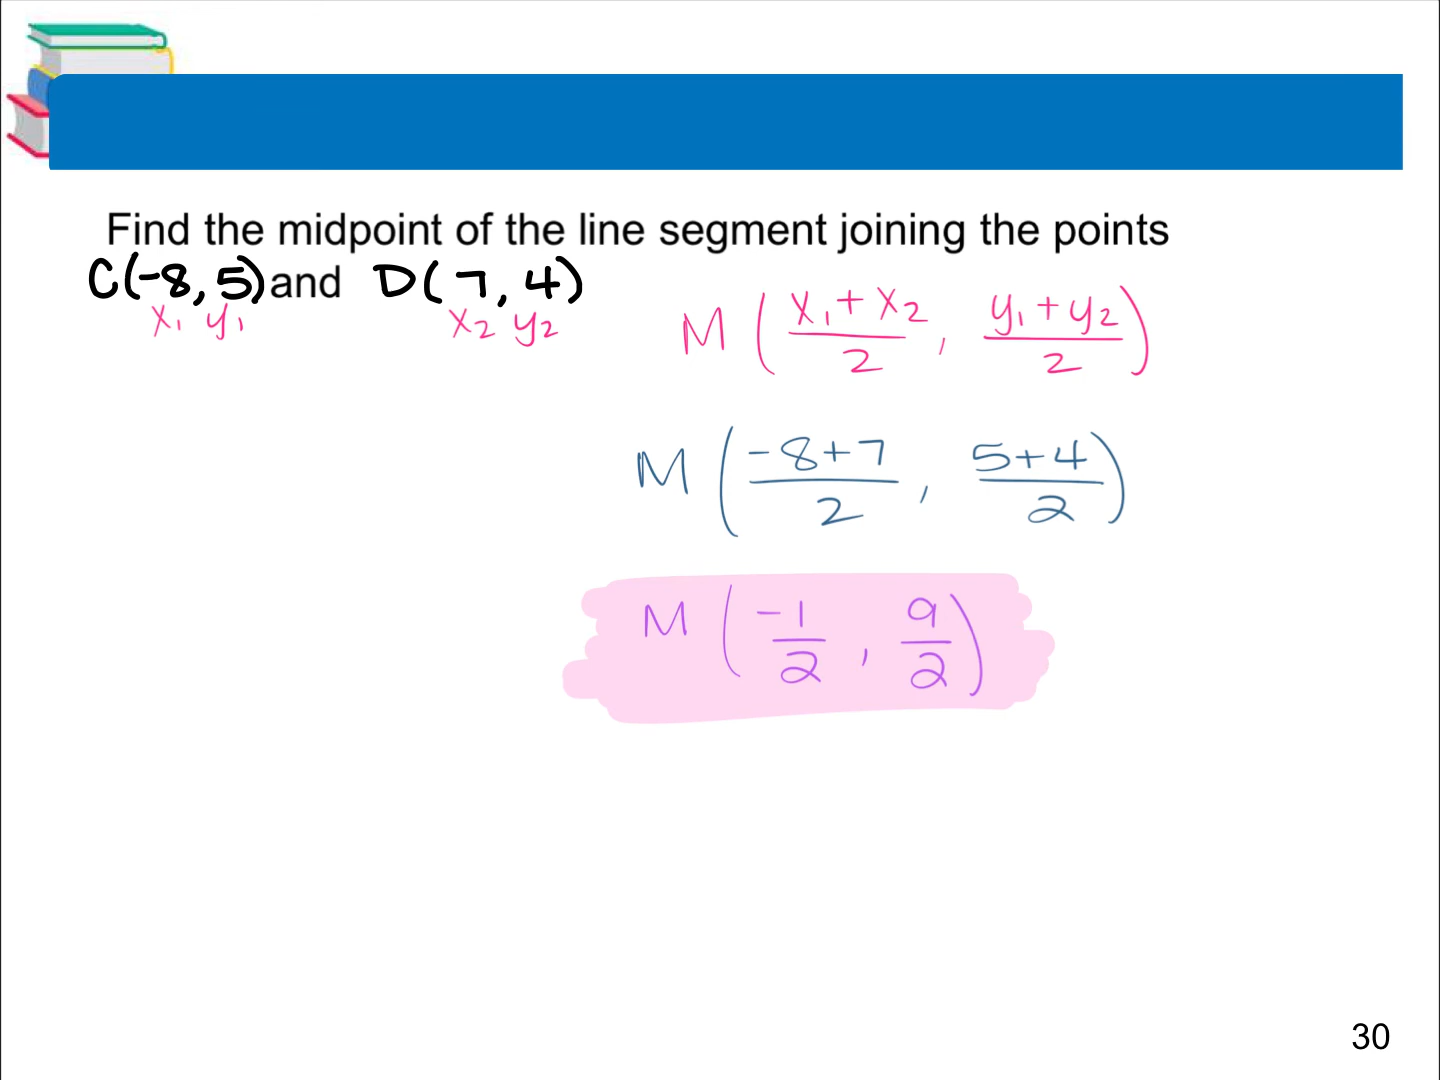 Find the midpoint of the line segment joining the points
C(-8, 5) and D(7, 4)
x₁ y₁ x₂ y₂
M (x₁ + x₂ / 2, y₁ + y₂ / 2)
M (-8+7 / 2, 5+4 / 2)
M (-1/2, 9/2)
30